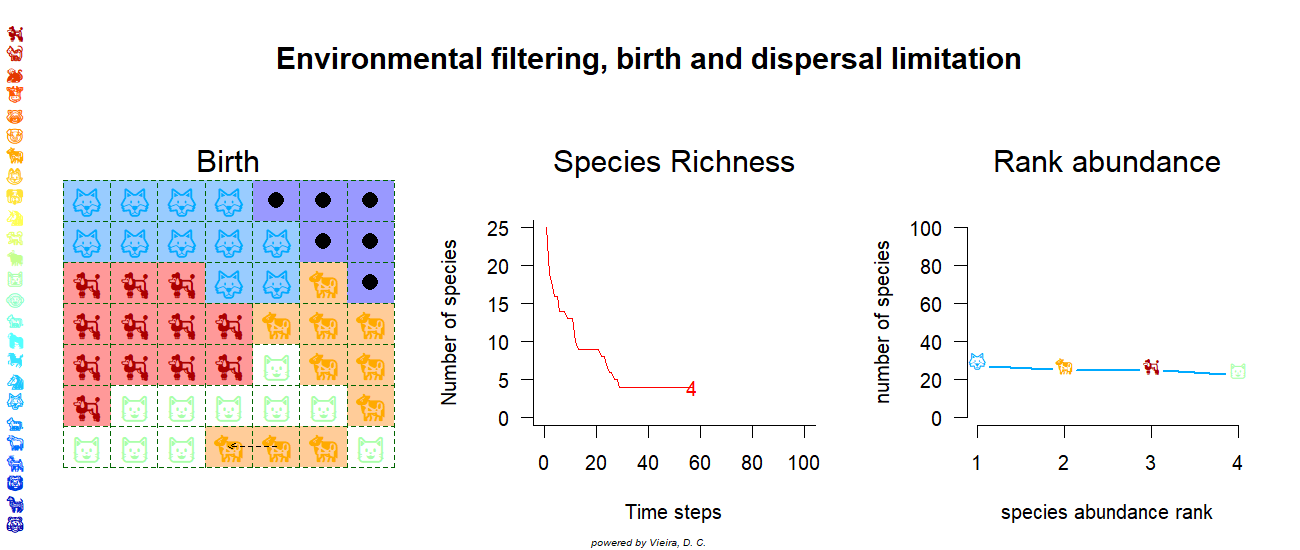 Environmental filtering, birth and dispersal limitation
Birth
Species Richness
Rank abundance
Number of species
25
20
15
10
5
0
4
0 20 40 60 80 100
Time steps
number of species
100
80
60
40
20
0
1 2 3 4
species abundance rank
powered by Vieira, D. C.